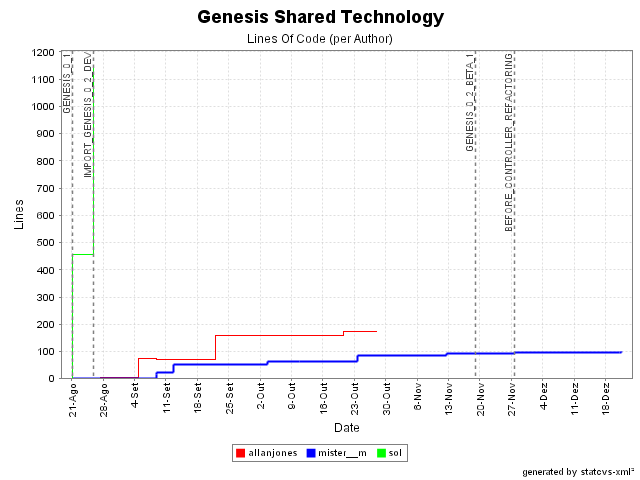 Genesis Shared Technology
Lines Of Code (per Author)
1200
1100
1000
900
800
700
600
500
400
300
200
100
0
Lines
GENESIS_0_1
IMPORT_GENESIS_0_2_DEV
GENESIS_0_2_BETA_1
BEFORE_CONTROLLER_REFACTORING
21-Ago
28-Ago
4-Set
11-Set
18-Set
25-Set
2-Out
9-Out
16-Out
23-Out
30-Out
6-Nov
13-Nov
20-Nov
27-Nov
4-Dez
11-Dez
18-Dez
Date
allanjones mister__m sol
generated by statcvs-xml²